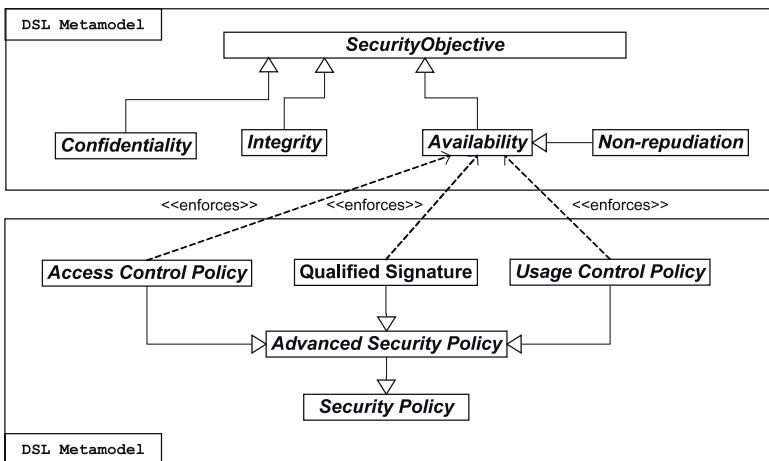 DSL Metamodel
SecurityObjective
Confidentiality
Integrity
Availability
Non-repudiation
<<enforces>>
<<enforces>>
<<enforces>>
Access Control Policy
Qualified Signature
Usage Control Policy
Advanced Security Policy
Security Policy
DSL Metamodel